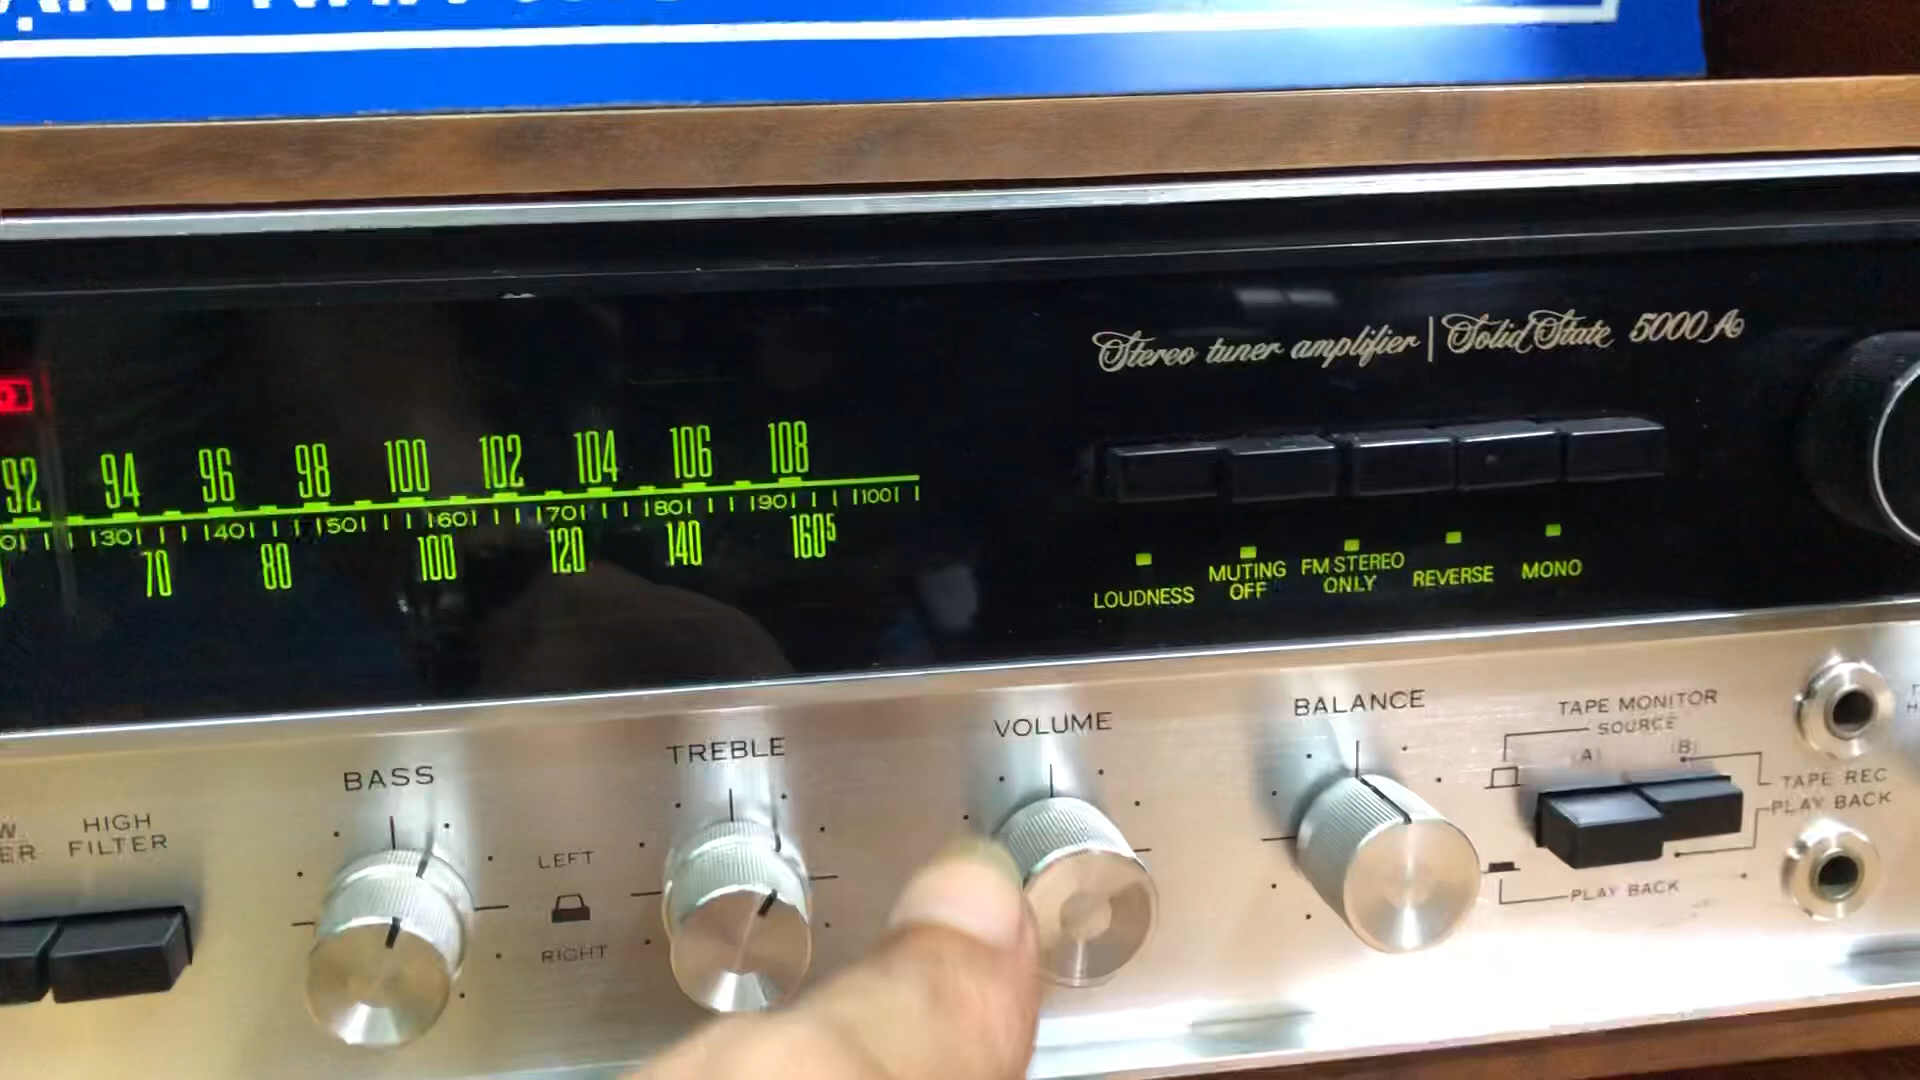 Stereo tuner amplifier | Solid State 5000A
92 94 96 98 100 102 104 106 108
130 140 150 160 170 180 190 100
70 80 100 120 140 1605
LOUDNESS
MUTING
OFF
FM STEREO
ONLY
REVERSE
MONO
HIGH
FILTER
BASS
LEFT
RIGHT
TREBLE
VOLUME
BALANCE
TAPE MONITOR
SOURCE
(A) (B)
TAPE REC
PLAY BACK
PLAY BACK